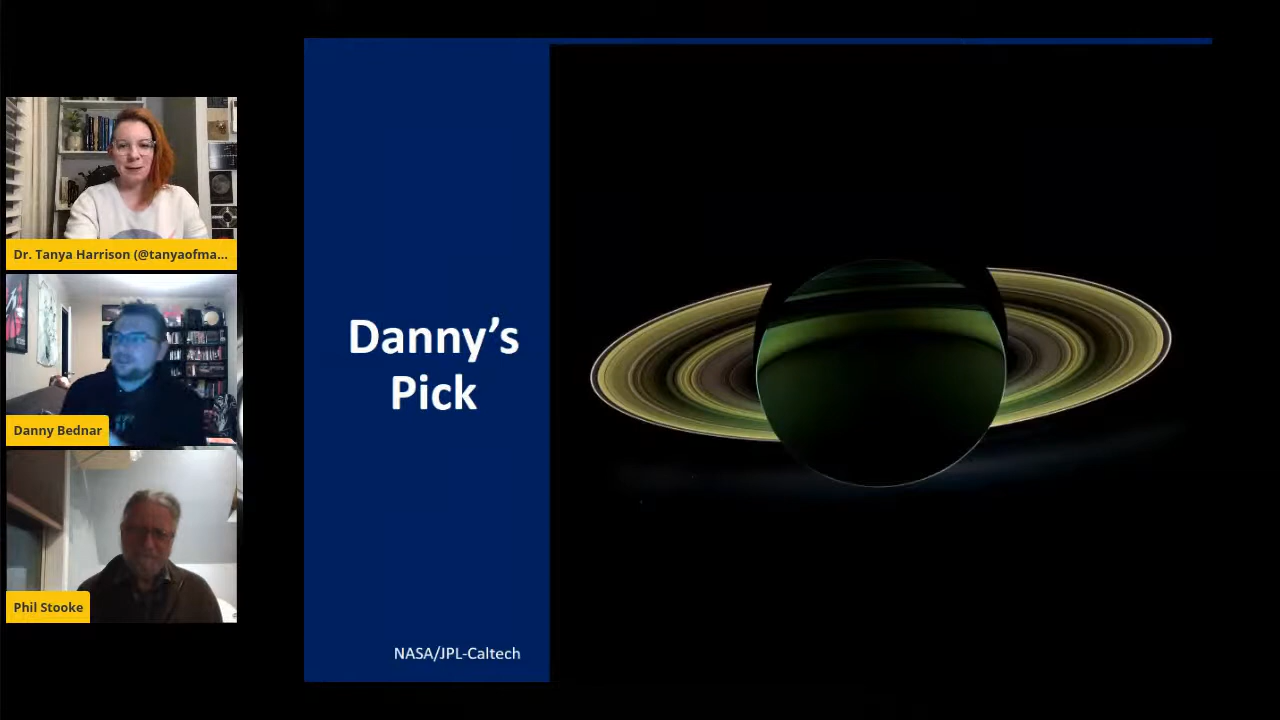 Dr. Tanya Harrison (@tanyaofma...
Danny Bednar
Phil Stooke
Danny's
Pick
NASA/JPL-Caltech